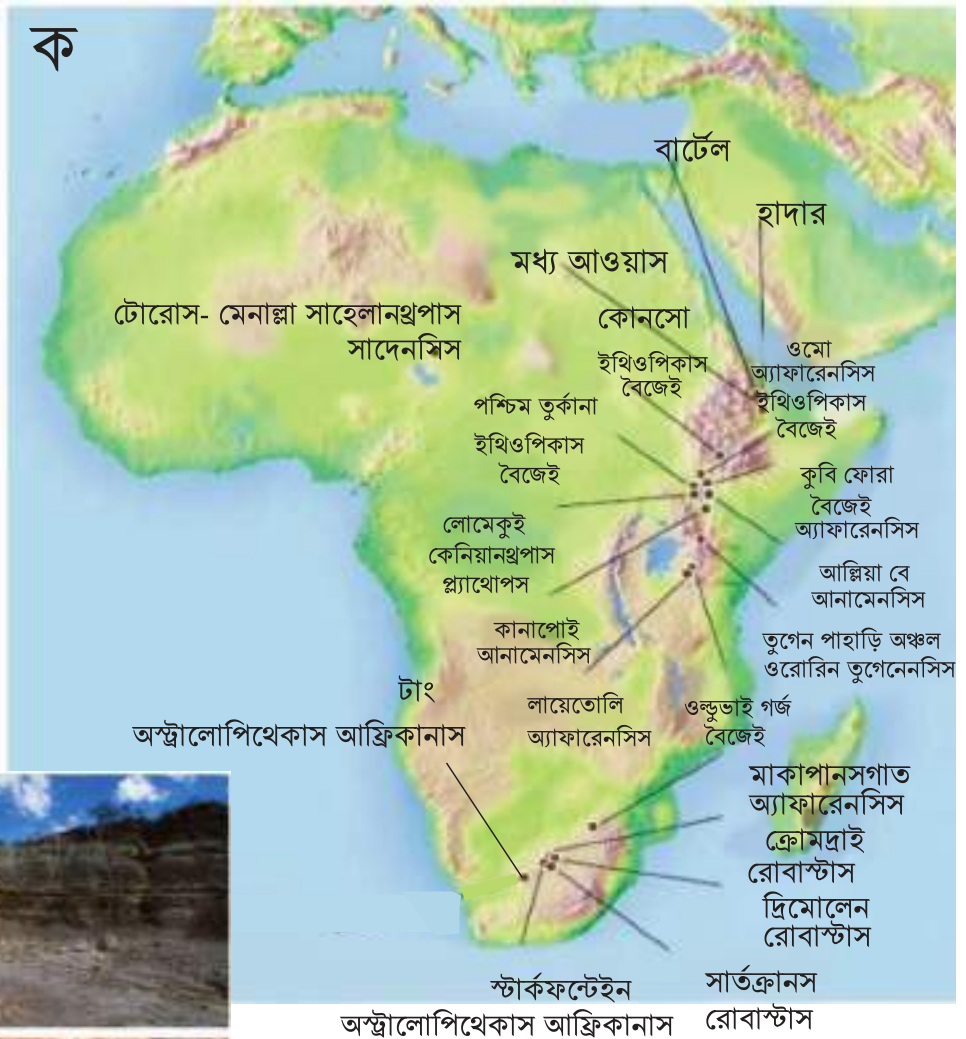 ক
বার্টেল
হাদার
মধ্য আওয়াস
টোরোস- মেনাল্লা সাহেলানথ্রপাস
সাদেনসিস
কোনসো
ইথিওপিকাস
বৈজেই
ওমো
অ্যাফারেনসিস
ইথিওপিকাস
বৈজেই
পশ্চিম তুর্কানা
ইথিওপিকাস
বৈজেই
কুবি ফোরা
বৈজেই
অ্যাফারেনসিস
লোমেকুই
কেনিয়ানথ্রপাস
প্ল্যাথোপস
আল্লিয়া বে
আনামেনসিস
কানাপোই
আনামেনসিস
তুগেন পাহাড়ি অঞ্চল
ওরোরিন তুগেনেনসিস
টাং
অস্ট্রালোপিথেকাস আফ্রিকানাস
লায়েতোলি
অ্যাফারেনসিস
ওল্ডুভাই গর্জ
বৈজেই
মাকাপানসগাত
অ্যাফারেনসিস
ক্রোমদ্রাই
রোবাস্টাস
দ্রিমোলেন
রোবাস্টাস
স্টার্কফন্টেইন
অস্ট্রালোপিথেকাস আফ্রিকানাস
সার্তক্রানস
রোবাস্টাস